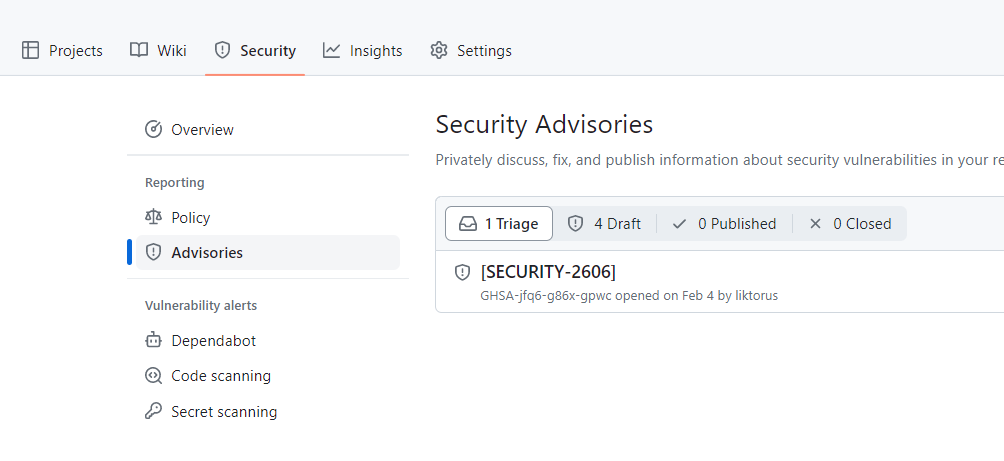 Projects Wiki Security Insights Settings
Overview
Reporting
Policy
Advisories
Vulnerability alerts
Dependabot
Code scanning
Secret scanning
Security Advisories
Privately discuss, fix, and publish information about security vulnerabilities in your re
1 Triage 4 Draft 0 Published 0 Closed
[SECURITY-2606]
GHSA-jfq6-g86x-gpwc opened on Feb 4 by liktorus